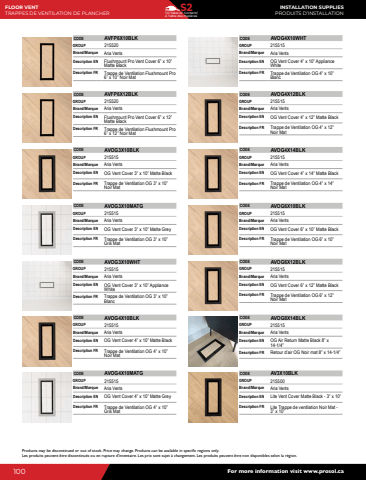 FLOOR VENT
TRAPPES DE VENTILATION DE PLANCHER
S2
INSTALLATION SUPPLIES
PRODUITS D'INSTALLATION
CODE AVFP6X10BLK
GROUP 215520
Brand/Marque Aria Vents
Description EN Flushmount Pro Vent Cover 6" x 10"
Matte Black
Description FR Trappe de Ventilation Flushmount Pro
6" x 10" Noir Mat
CODE AVFP6X12BLK
GROUP 215520
Brand/Marque Aria Vents
Description EN Flushmount Pro Vent Cover 6" x 12"
Matte Black
Description FR Trappe de Ventilation Flushmount Pro
6" x 12" Noir Mat
CODE AVOG3X10BLK
GROUP 215515
Brand/Marque Aria Vents
Description EN OG Vent Cover 3" x 10" Matte Black
Description FR Trappe de Ventilation OG 3" x 10"
Noir Mat
CODE AVOG3X10MATG
GROUP 215515
Brand/Marque Aria Vents
Description EN OG Vent Cover 3" x 10" Matte Grey
Description FR Trappe de Ventilation OG 3" x 10"
Gris Mat
CODE AVOG3X10WHT
GROUP 215515
Brand/Marque Aria Vents
Description EN OG Vent Cover 3" x 10" Appliance
White
Description FR Trappe de Ventilation OG 3" x 10"
Blanc
CODE AVOG4X10BLK
GROUP 215515
Brand/Marque Aria Vents
Description EN OG Vent Cover 4" x 10" Matte Black
Description FR Trappe de Ventilation OG 4" x 10"
Noir Mat
CODE AVOG4X10MATG
GROUP 215515
Brand/Marque Aria Vents
Description EN OG Vent Cover 4" x 10" Matte Grey
Description FR Trappe de Ventilation OG 4" x 10"
Gris Mat
CODE AVOG4X10WHT
GROUP 215515
Brand/Marque Aria Vents
Description EN OG Vent Cover 4" x 10" Appliance
White
Description FR Trappe de Ventilation OG 4" x 10"
Blanc
CODE AVOG4X12BLK
GROUP 215515
Brand/Marque Aria Vents
Description EN OG Vent Cover 4" x 12" Matte Black
Description FR Trappe de Ventilation OG 4" x 12"
Noir Mat
CODE AVOG4X14BLK
GROUP 215515
Brand/Marque Aria Vents
Description EN OG Vent Cover 4" x 14" Matte Black
Description FR Trappe de Ventilation OG 4" x 14"
Noir Mat
CODE AVOG6X10BLK
GROUP 215515
Brand/Marque Aria Vents
Description EN OG Vent Cover 6" x 10" Matte Black
Description FR Trappe de Ventilation OG 6" x 10"
Noir Mat
CODE AVOG6X12BLK
GROUP 215515
Brand/Marque Aria Vents
Description EN OG Vent Cover 6" x 12" Matte Black
Description FR Trappe de Ventilation OG 6" x 12"
Noir Mat
CODE AVOG8X14BLK
GROUP 215515
Brand/Marque Aria Vents
Description EN OG Air Return Matte Black 8" x
14-1/4"
Description FR Retour d'air OG Noir mat 8" x 14-1/4"
CODE AV3X10BLK
GROUP 215500
Brand/Marque Aria Vents
Description EN Lite Vent Cover Matte Black - 3" x 10"
Description FR Lite Trappe de ventilation Noir Mat -
3" x 10"
Products may be discontinued or out of stock. Price may change. Products can be available in specific regions only.
Les produits peuvent être discontinués ou en rupture d'inventaire. Les prix sont sujet à changement. Les produits peuvent être non disponibles selon la région.
100
For more information visit www.prosol.ca